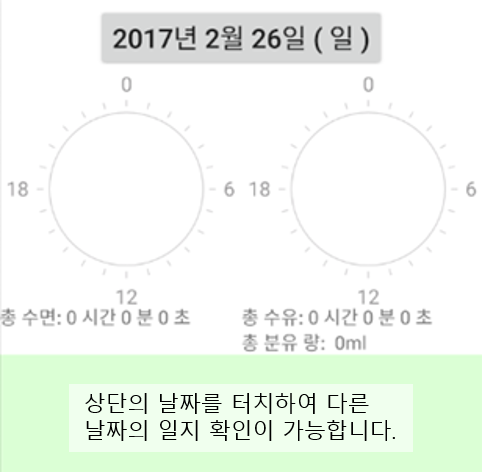 2017년 2월 26일 ( 일 )
0 0
18 6 18 6
12 12
총 수면: 0 시간 0 분 0 초 총 수유: 0 시간 0 분 0 초
총 분유 량: 0ml
상단의 날짜를 터치하여 다른
날짜의 일지 확인이 가능합니다.